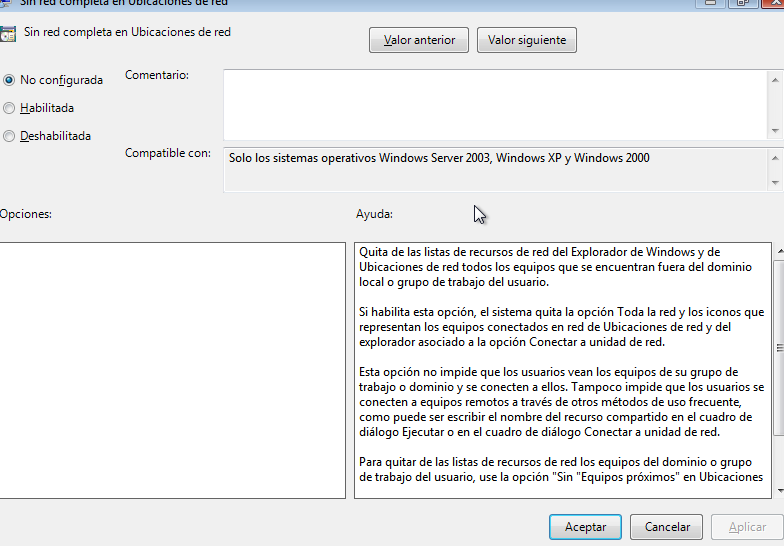 Sin red completa en Ubicaciones de red
Sin red completa en Ubicaciones de red
Valor anterior
Valor siguiente
No configurada
Comentario:
Habilitada
Deshabilitada
Compatible con:
Solo los sistemas operativos Windows Server 2003, Windows XP y Windows 2000
Opciones:
Ayuda:
Quita de las listas de recursos de red del Explorador de Windows y de
Ubicaciones de red todos los equipos que se encuentran fuera del dominio
local o grupo de trabajo del usuario.
Si habilita esta opción, el sistema quita la opción Toda la red y los iconos que
representan los equipos conectados en red de Ubicaciones de red y del
explorador asociado a la opción Conectar a unidad de red.
Esta opción no impide que los usuarios vean los equipos de su grupo de
trabajo o dominio y se conecten a ellos. Tampoco impide que los usuarios se
conecten a equipos remotos a través de otros métodos de uso frecuente,
como puede ser escribir el nombre del recurso compartido en el cuadro de
diálogo Ejecutar o en el cuadro de diálogo Conectar a unidad de red.
Para quitar de las listas de recursos de red los equipos del dominio o grupo
de trabajo del usuario, use la opción "Sin "Equipos próximos" en Ubicaciones
Aceptar
Cancelar
Aplicar